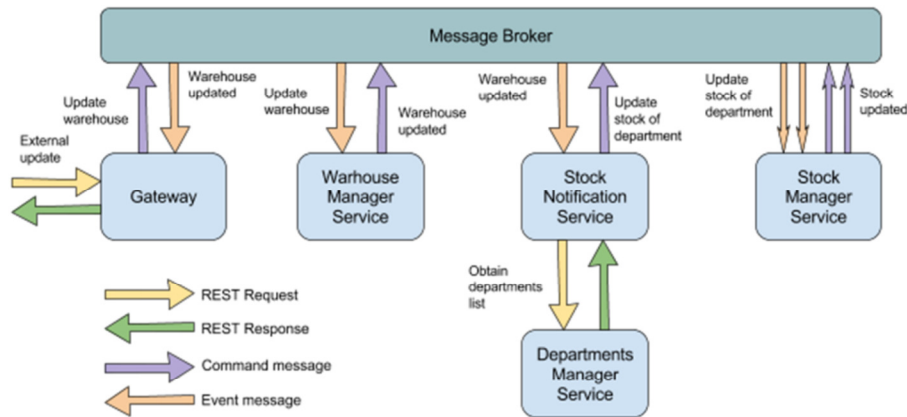 Message Broker
Update
warehouse
Warehouse
updated
Update
warehouse
Warehouse
updated
Warehouse
updated
Update
stock of
department
Update
stock of
department
Stock
updated
External
update
Gateway
Warhouse
Manager
Service
Stock
Notification
Service
Stock
Manager
Service
Obtain
departments
list
Departments
Manager
Service
REST Request
REST Response
Command message
Event message